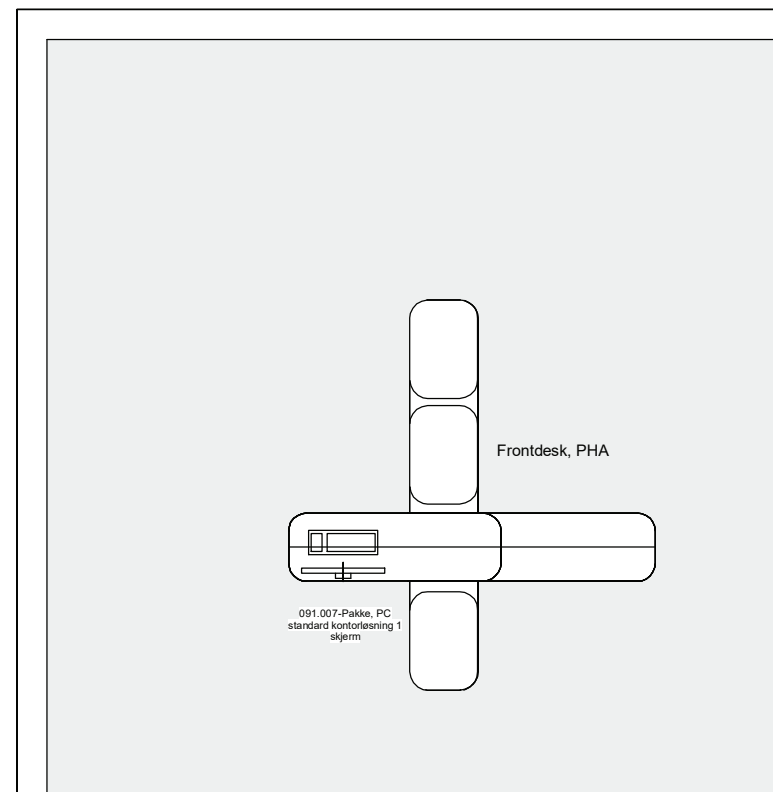 Frontdesk, PHA
091.007-Pakke, PC
standard kontorløsning 1
skjerm